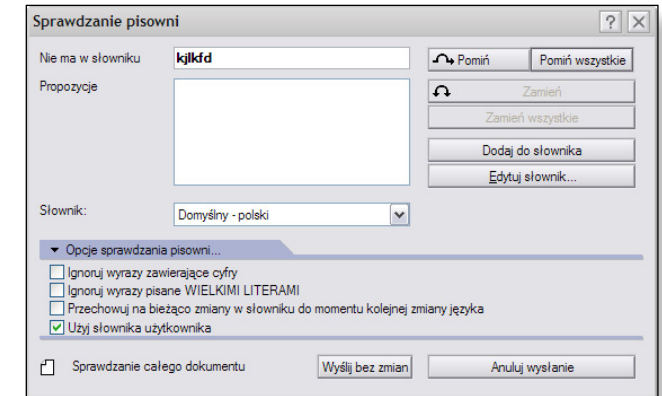 Sprawdzanie pisowni
Nie ma w słowniku kjlkfd Pomiń Pomiń wszystkie
Propozycje Zamień
Zamień wszystkie
Dodaj do słownika
Edytuj słownik...
Słownik: Domyślny - polski
Opcje sprawdzania pisowni...
Ignoruj wyrazy zawierające cyfry
Ignoruj wyrazy pisane WIELKIMI LITERAMI
Przechowuj na bieżąco zmiany w słowniku do momentu kolejnej zmiany języka
Użyj słownika użytkownika
Sprawdzanie całego dokumentu Wyślij bez zmian Anuluj wysłanie